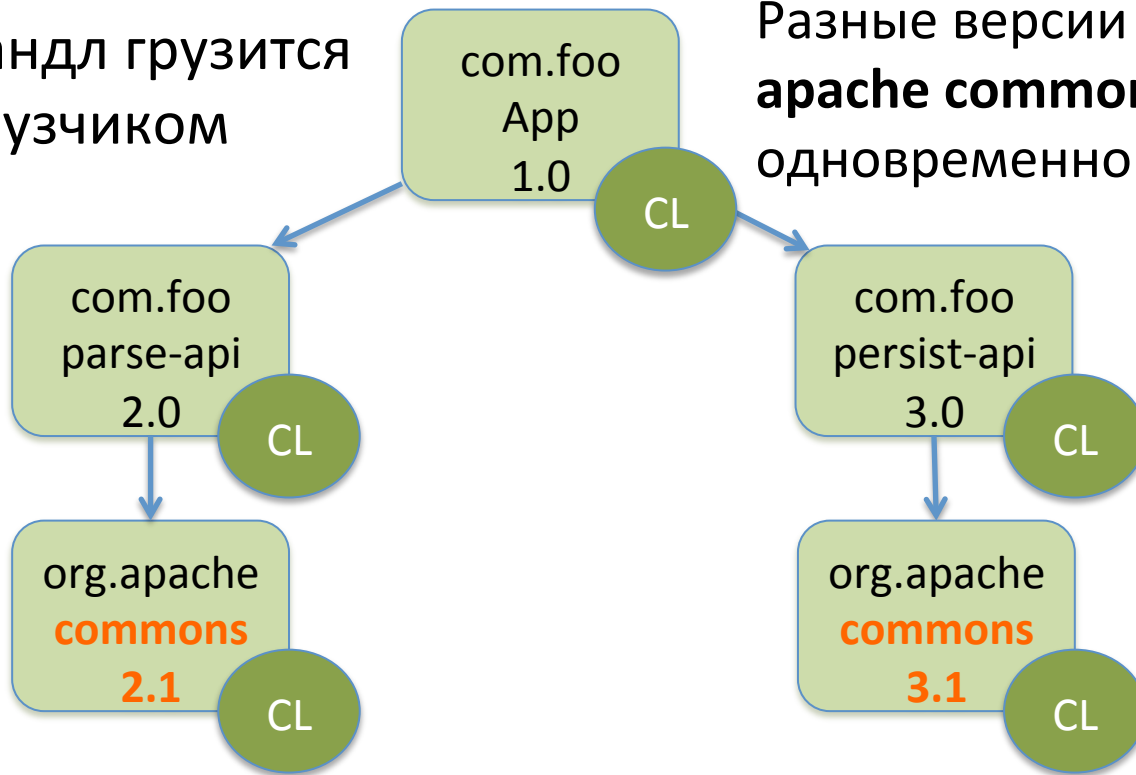 андл грузится
узчиком
Разные версии
apache common
одновременно
com.foo
App
1.0
CL
com.foo
parse-api
2.0
CL
com.foo
persist-api
3.0
CL
org.apache
commons
2.1
CL
org.apache
commons
3.1
CL